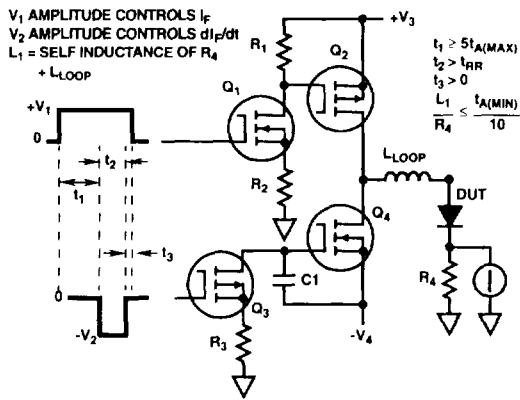 V1 AMPLITUDE CONTROLS IF
V2 AMPLITUDE CONTROLS dIF/dt
L1 = SELF INDUCTANCE OF R4
+ LLOOP
+V3
R1
Q2
t1 ≥ 5tA(MAX)
t2 > tRR
t3 > 0
L1/R4 ≤ tA(MIN)/10
Q1
+V1
0
t2
t1
R2
LLOOP
DUT
Q4
t3
0
C1
R4
-V2
Q3
-V4
R3